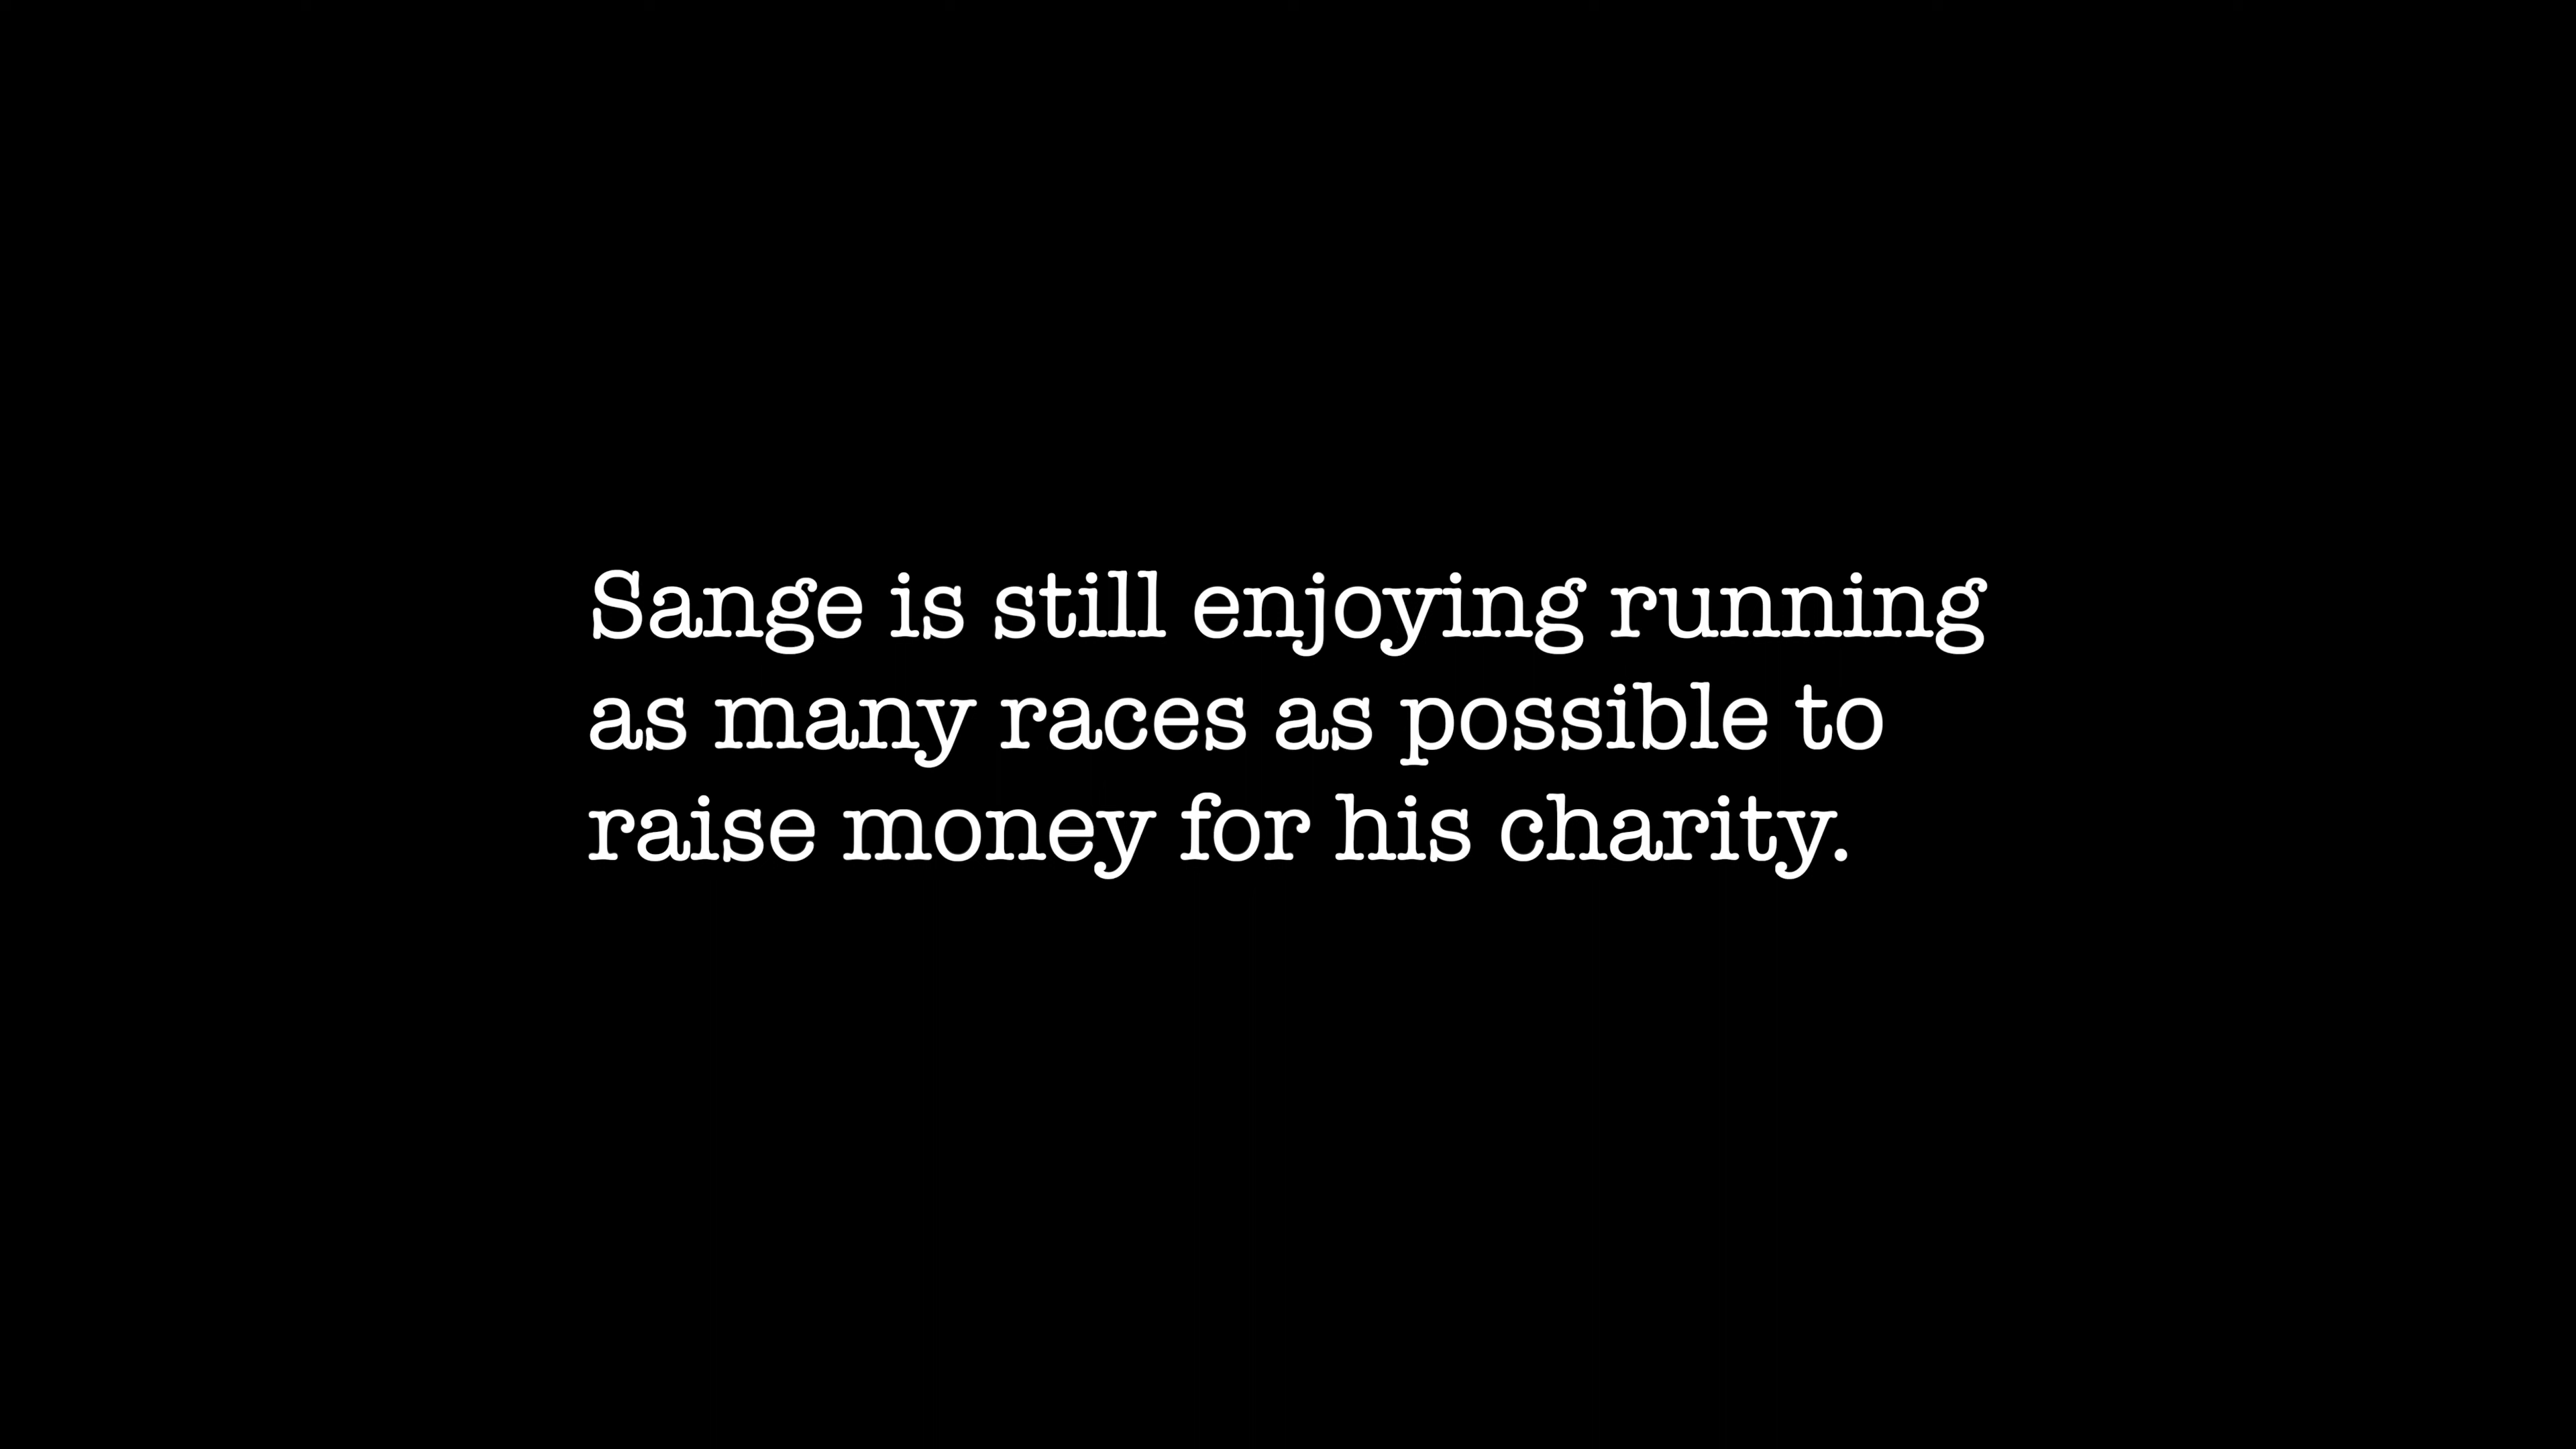 Sange is still enjoying running
as many races as possible to
raise money for his charity.